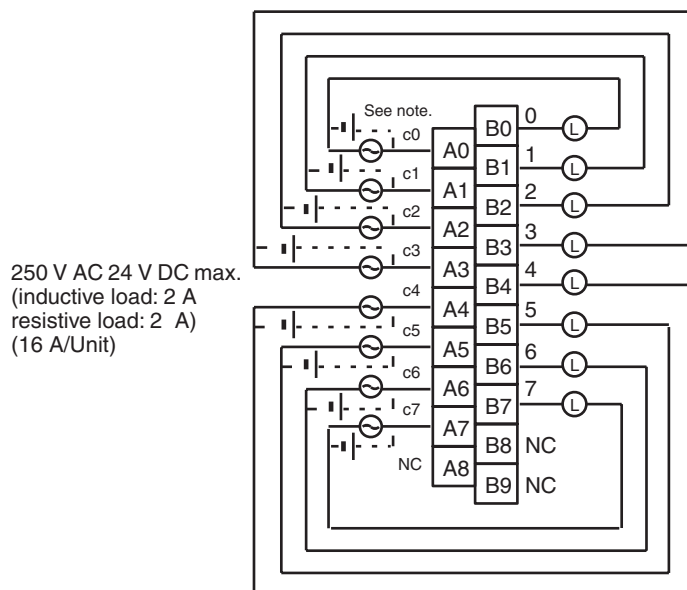 See note.
c0
c1
c2
c3
c4
c5
c6
c7
NC
A0
A1
A2
A3
A4
A5
A6
A7
A8
B0
B1
B2
B3
B4
B5
B6
B7
B8
B9
0
1
2
3
4
5
6
7
NC
NC
L
L
L
L
L
L
L
L
250 V AC 24 V DC max.
(inductive load: 2 A
resistive load: 2 A)
(16 A/Unit)